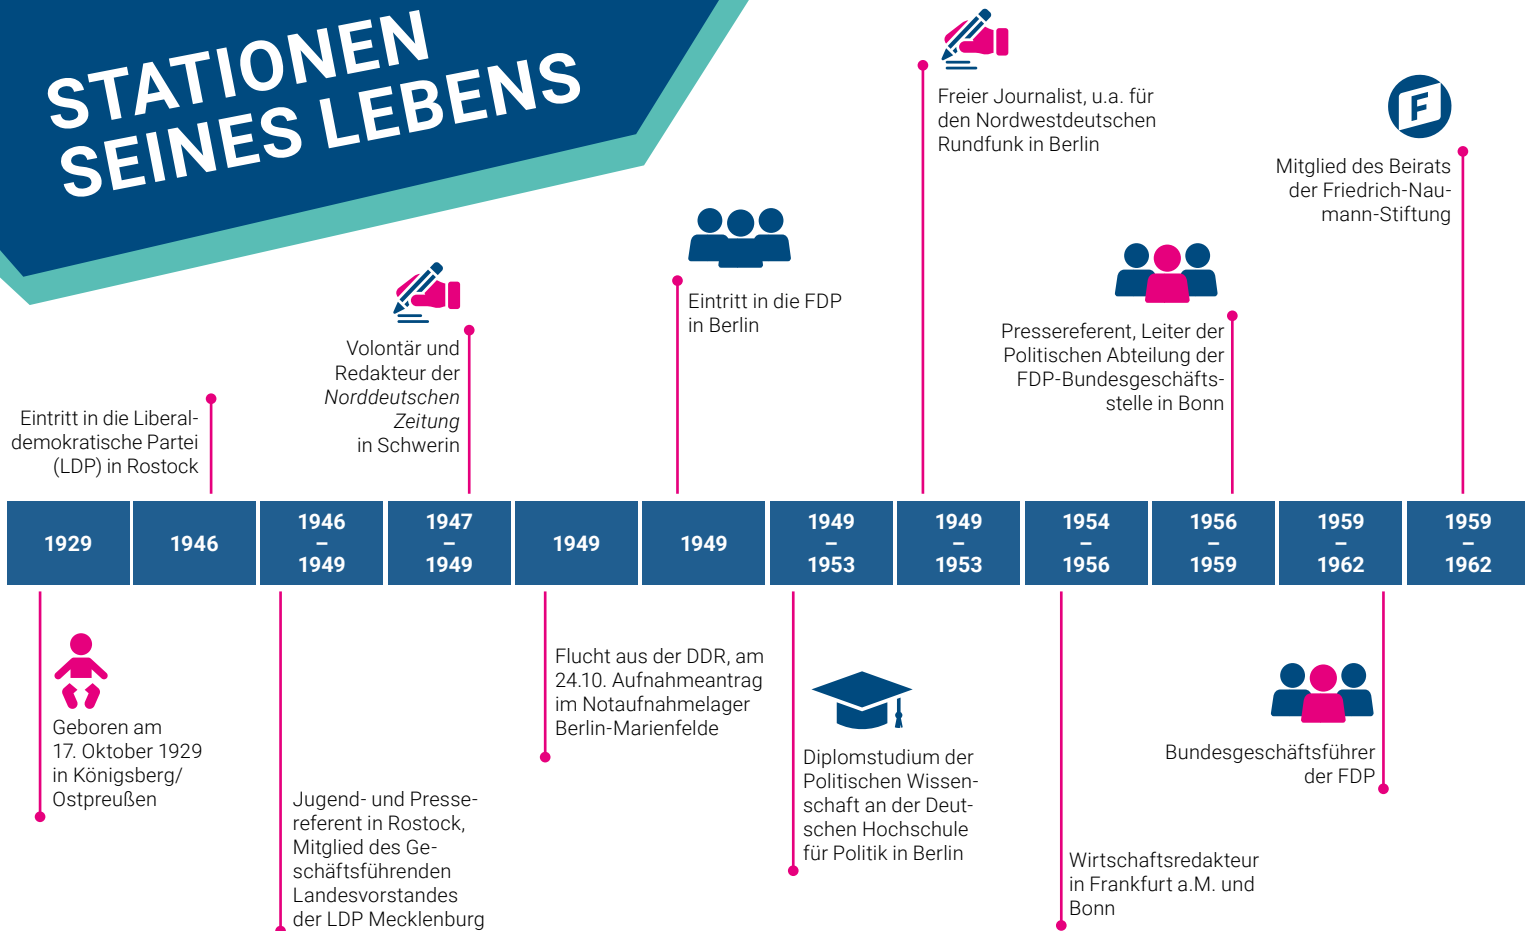 STATIONEN
SEINES LEBENS
Freier Journalist, u.a. für
den Nordwestdeutschen
Rundfunk in Berlin
F
Mitglied des Beirats
der Friedrich-Nau-
mann-Stiftung
Eintritt in die FDP
in Berlin
Pressereferent, Leiter der
Politischen Abteilung der
FDP-Bundesgeschäfts-
stelle in Bonn
Volontär und
Redakteur der
Norddeutschen
Zeitung
in Schwerin
Eintritt in die Liberal-
demokratische Partei
(LDP) in Rostock
1929
1946
1946
–
1949
1947
–
1949
1949
1949
1949
–
1953
1949
–
1953
1954
–
1956
1956
–
1959
1959
–
1962
1959
–
1962
Geboren am
17. Oktober 1929
in Königsberg/
Ostpreußen
Jugend- und Presse-
referent in Rostock,
Mitglied des Ge-
schäftsführenden
Landesvorstandes
der LDP Mecklenburg
Flucht aus der DDR, am
24.10. Aufnahmeantrag
im Notaufnahmelager
Berlin-Marienfelde
Diplomstudium der
Politischen Wissen-
schaft an der Deut-
schen Hochschule
für Politik in Berlin
Wirtschaftsredakteur
in Frankfurt a.M. und
Bonn
Bundesgeschäftsführer
der FDP